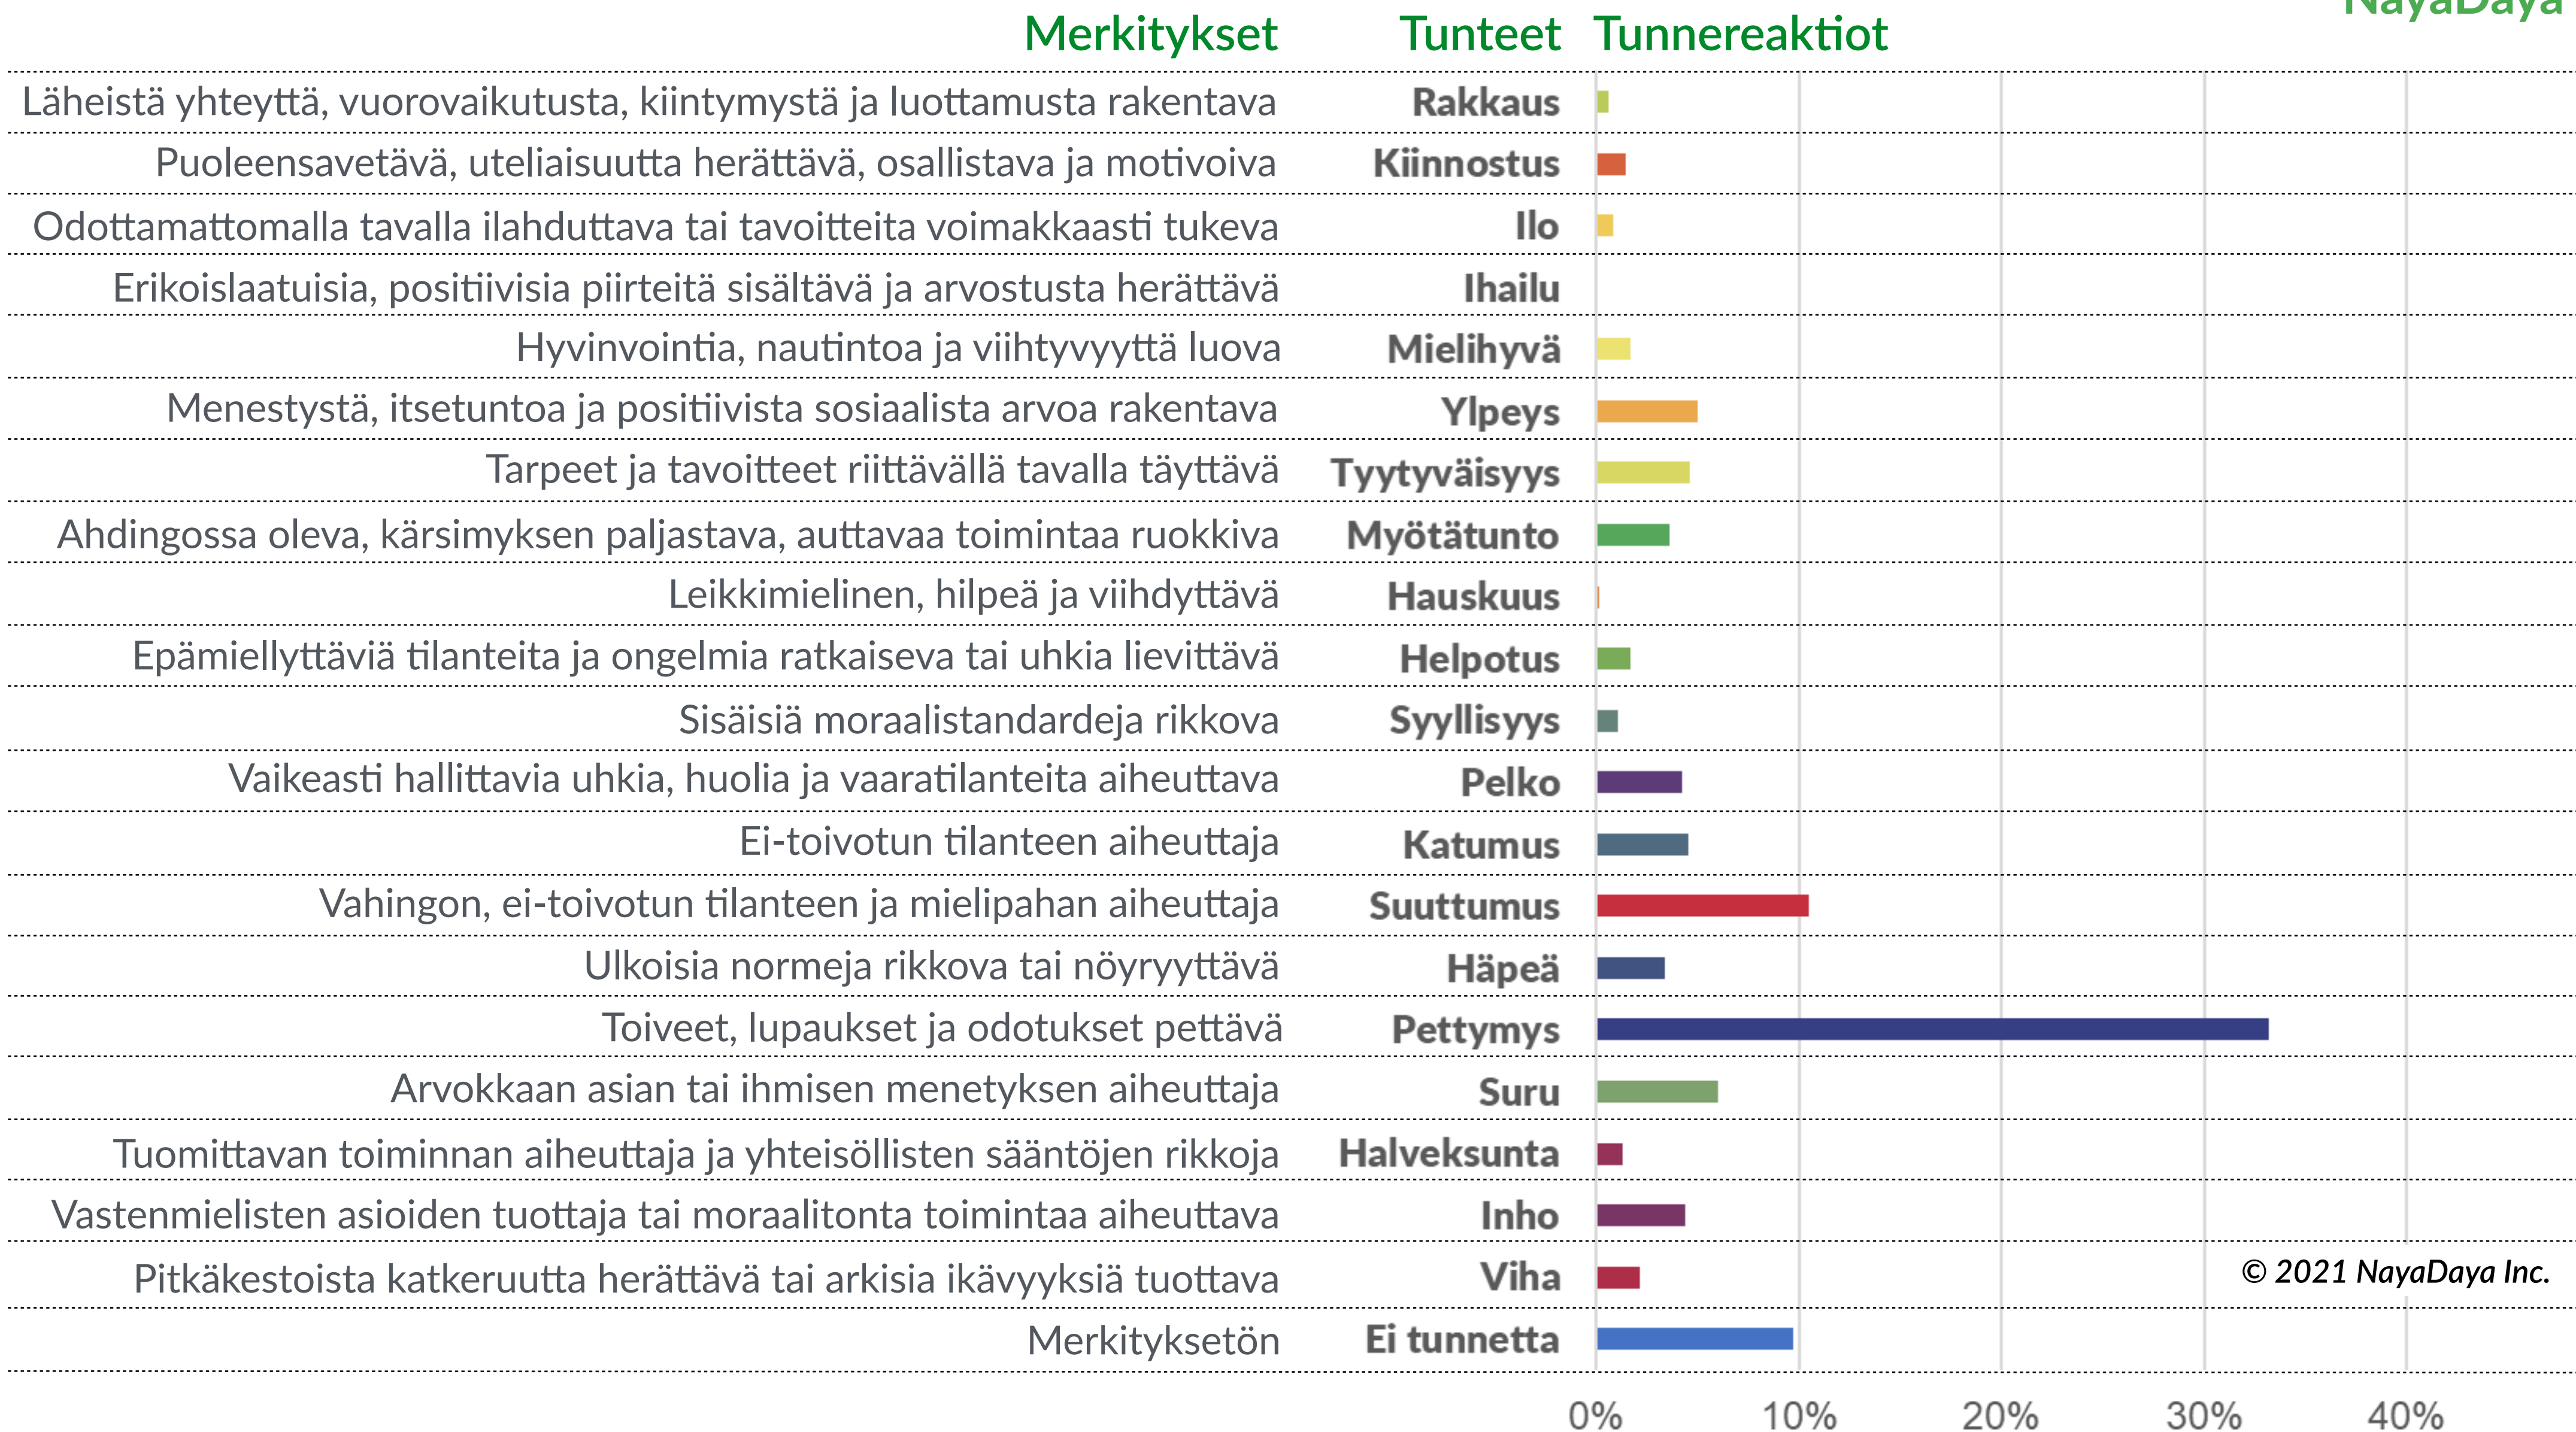 NayaDaya
Merkitykset Tunteet Tunnereaktiot
Läheistä yhteyttä, vuorovaikutusta, kiintymystä ja luottamusta rakentava Rakkaus
Puoleensavetävä, uteliaisuutta herättävä, osallistava ja motivoiva Kiinnostus
Odottamattomalla tavalla ilahduttava tai tavoitteita voimakkaasti tukeva Ilo
Erikoislaatuisia, positiivisia piirteitä sisältävä ja arvostusta herättävä Ihailu
Hyvinvointia, nautintoa ja viihtyvyyttä luova Mielihyvä
Menestystä, itsetuntoa ja positiivista sosiaalista arvoa rakentava Ylpeys
Tarpeet ja tavoitteet riittävällä tavalla täyttävä Tyytyväisyys
Ahdingossa oleva, kärsimyksen paljastava, auttavaa toimintaa ruokkiva Myötätunto
Leikkimielinen, hilpeä ja viihdyttävä Hauskuus
Epämiellyttäviä tilanteita ja ongelmia ratkaiseva tai uhkia lievittävä Helpotus
Sisäisiä moraalistandardeja rikkova Syyllisyys
Vaikeasti hallittavia uhkia, huolia ja vaaratilanteita aiheuttava Pelko
Ei-toivotun tilanteen aiheuttaja Katumus
Vahingon, ei-toivotun tilanteen ja mielipahan aiheuttaja Suuttumus
Ulkoisia normeja rikkova tai nöyryyttävä Häpeä
Toiveet, lupaukset ja odotukset pettävä Pettymys
Arvokkaan asian tai ihmisen menetyksen aiheuttaja Suru
Tuomittavan toiminnan aiheuttaja ja yhteisöllisten sääntöjen rikkoja Halveksunta
Vastenmielisten asioiden tuottaja tai moraalitonta toimintaa aiheuttava Inho
Pitkäkestoista katkeruutta herättävä tai arkisia ikävyyksiä tuottava Viha
© 2021 NayaDaya Inc.
Merkityksetön Ei tunnetta
0% 10% 20% 30% 40%